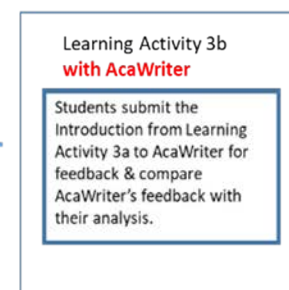 Learning Activity 3b
with AcaWriter
Students submit the
Introduction from Learning
Activity 3a to AcaWriter for
feedback & compare
AcaWriter's feedback with
their analysis.